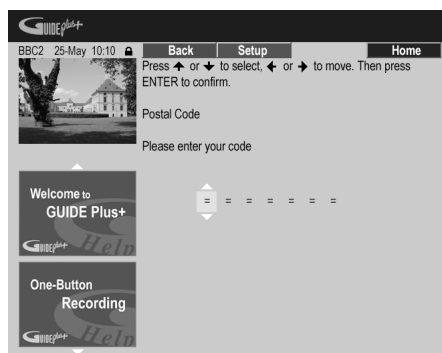 GUIDE Plus+
BBC2 25-May 10:10 Back Setup Home
Press ↑ or ↓ to select, ← or → to move. Then press
ENTER to confirm.
Postal Code
Please enter your code
= = = = = = =
Welcome to
GUIDE Plus+
GUIDE Plus+ Help
One-Button
Recording
GUIDE Plus+ Help